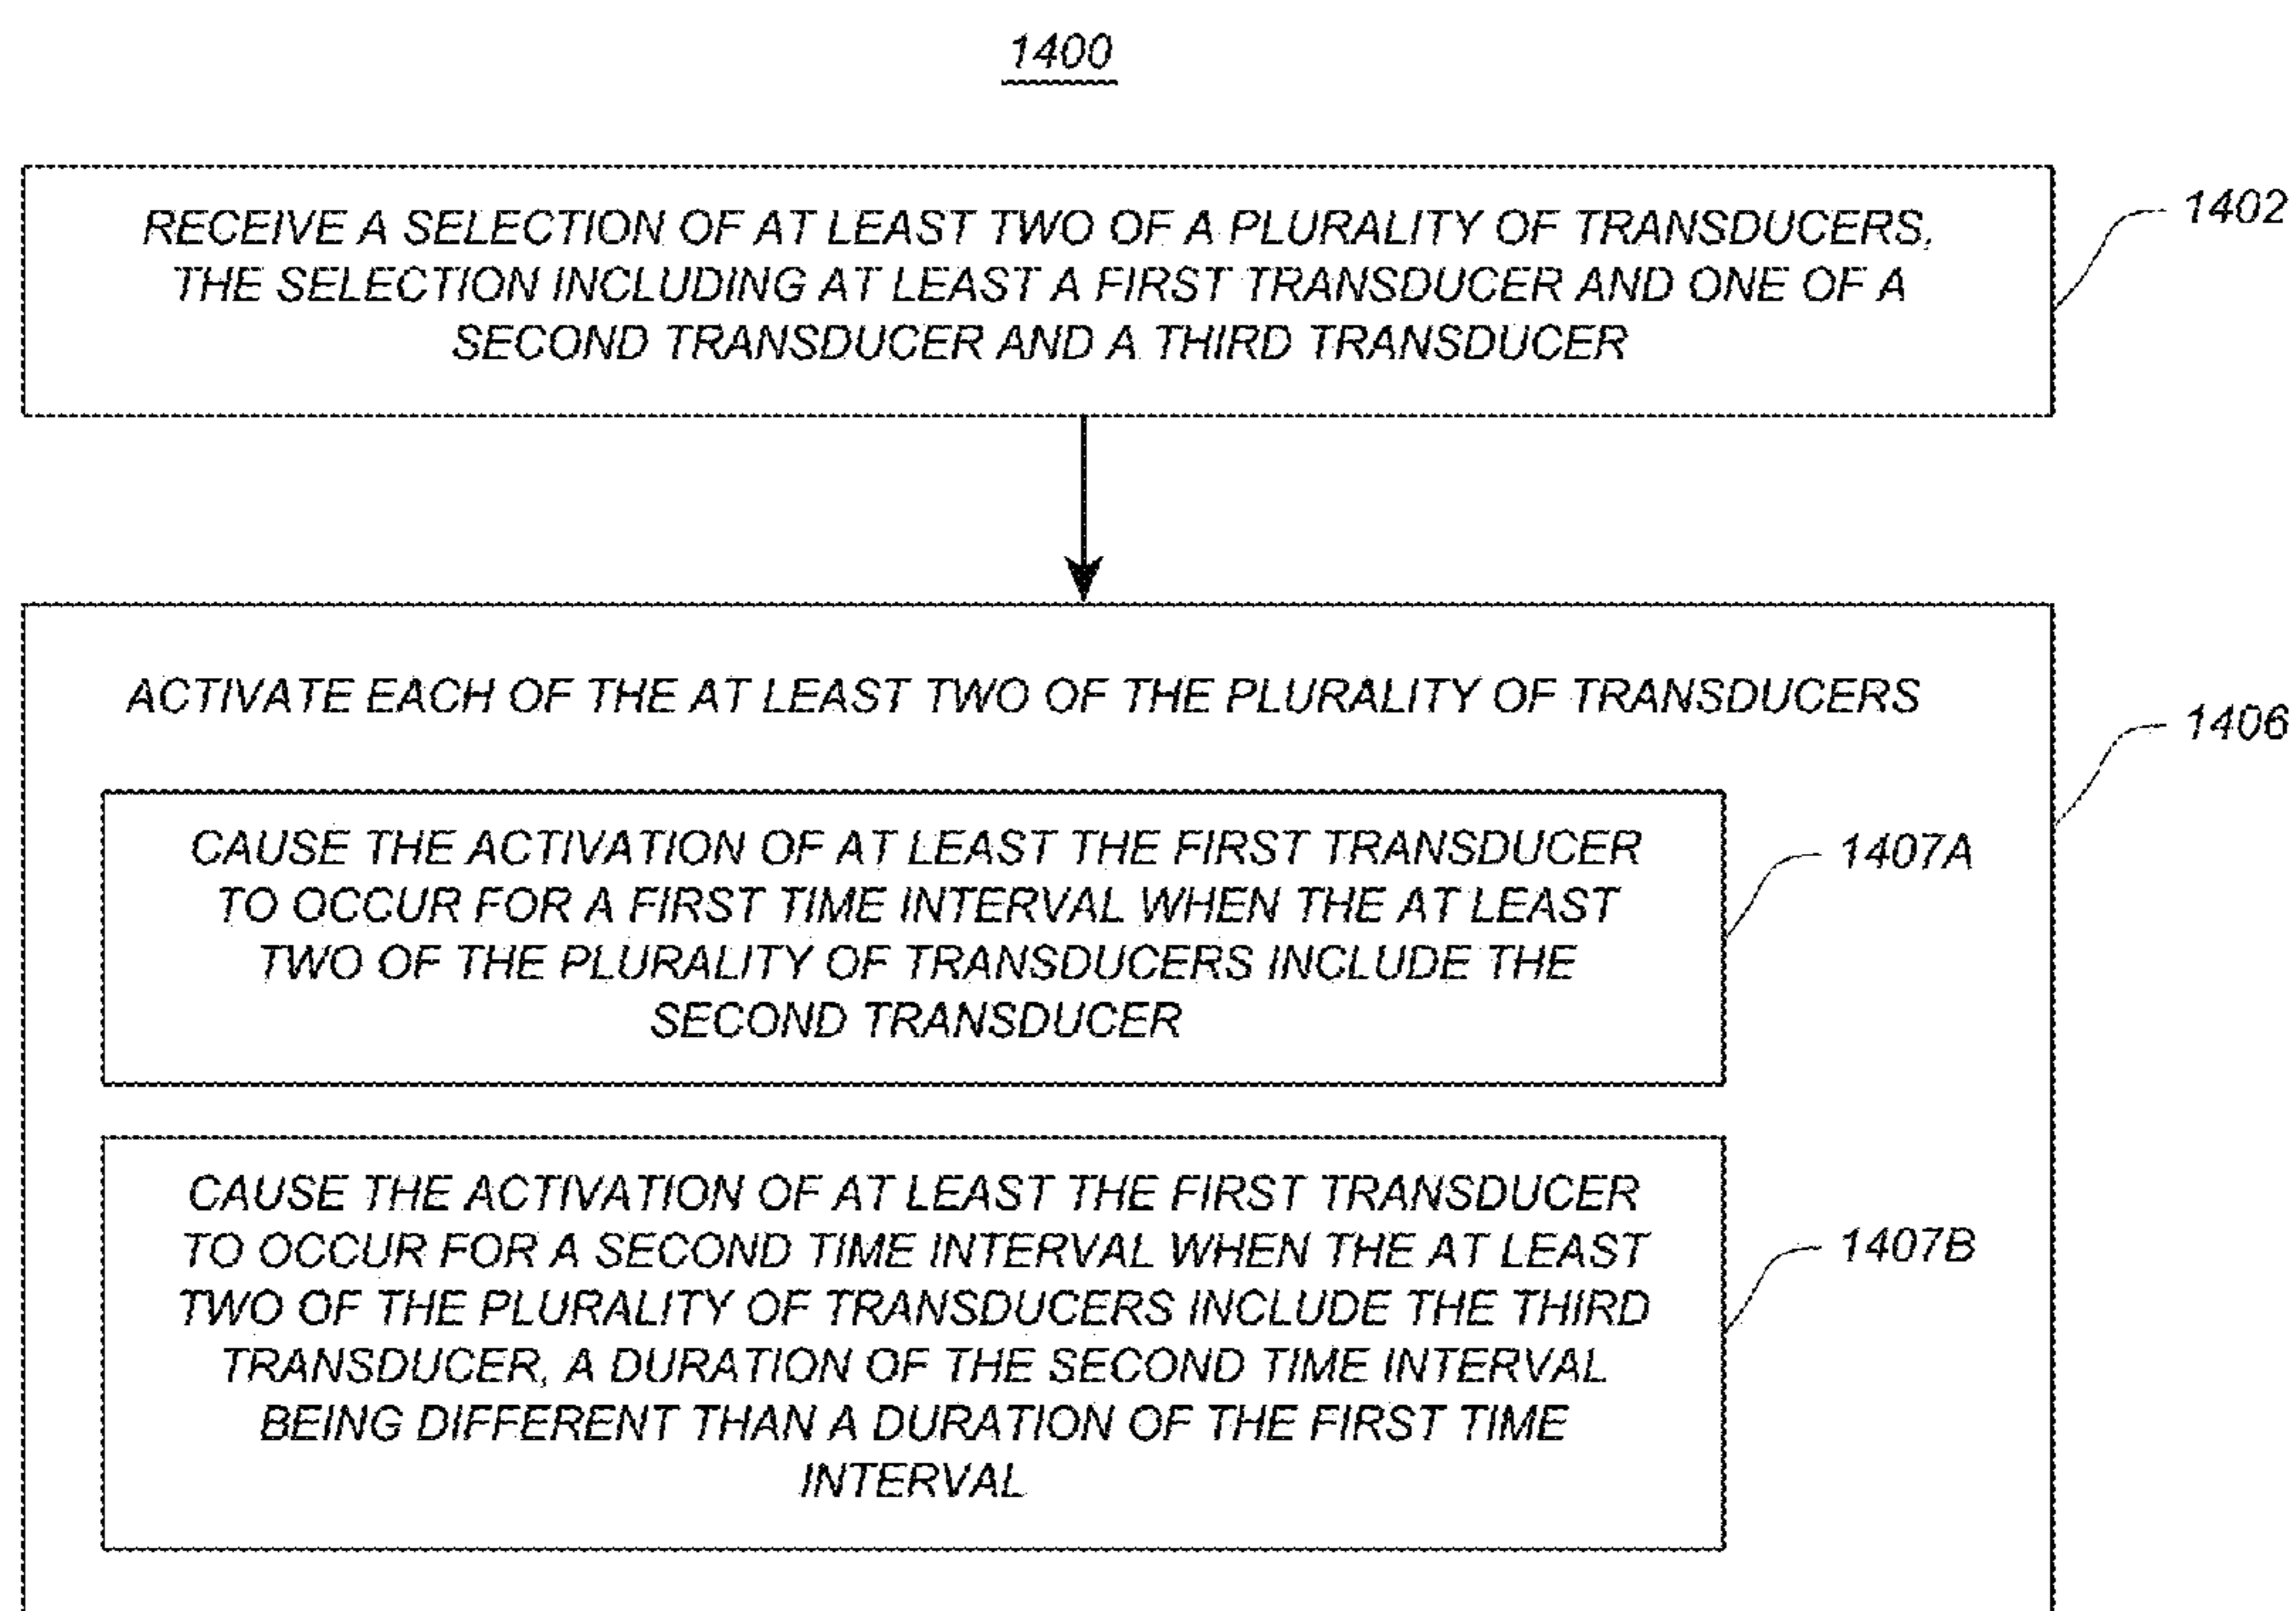 1400
RECEIVE A SELECTION OF AT LEAST TWO OF A PLURALITY OF TRANSDUCERS,
THE SELECTION INCLUDING AT LEAST A FIRST TRANSDUCER AND ONE OF A
SECOND TRANSDUCER AND A THIRD TRANSDUCER
1402
ACTIVATE EACH OF THE AT LEAST TWO OF THE PLURALITY OF TRANSDUCERS
1406
CAUSE THE ACTIVATION OF AT LEAST THE FIRST TRANSDUCER
TO OCCUR FOR A FIRST TIME INTERVAL WHEN THE AT LEAST
TWO OF THE PLURALITY OF TRANSDUCERS INCLUDE THE
SECOND TRANSDUCER
1407A
CAUSE THE ACTIVATION OF AT LEAST THE FIRST TRANSDUCER
TO OCCUR FOR A SECOND TIME INTERVAL WHEN THE AT LEAST
TWO OF THE PLURALITY OF TRANSDUCERS INCLUDE THE THIRD
TRANSDUCER, A DURATION OF THE SECOND TIME INTERVAL
BEING DIFFERENT THAN A DURATION OF THE FIRST TIME
INTERVAL
1407B